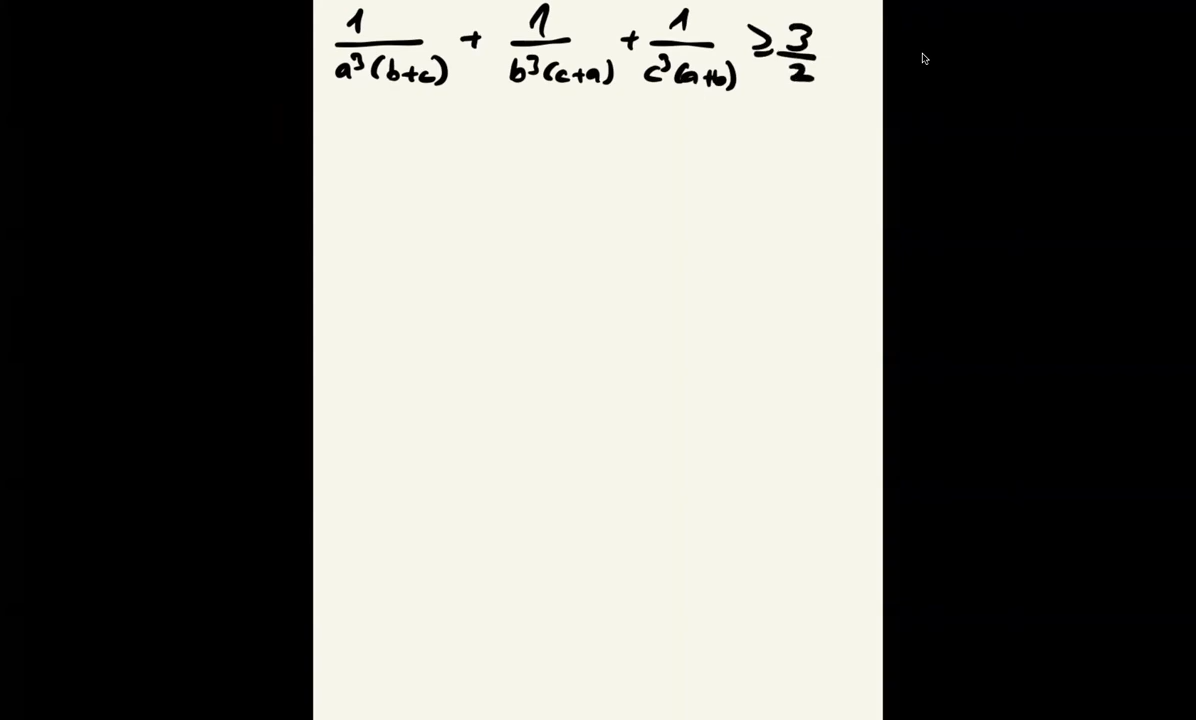 1/(a³(b+c)) + 1/(b³(c+a)) + 1/(c³(a+b)) ≥ 3/2